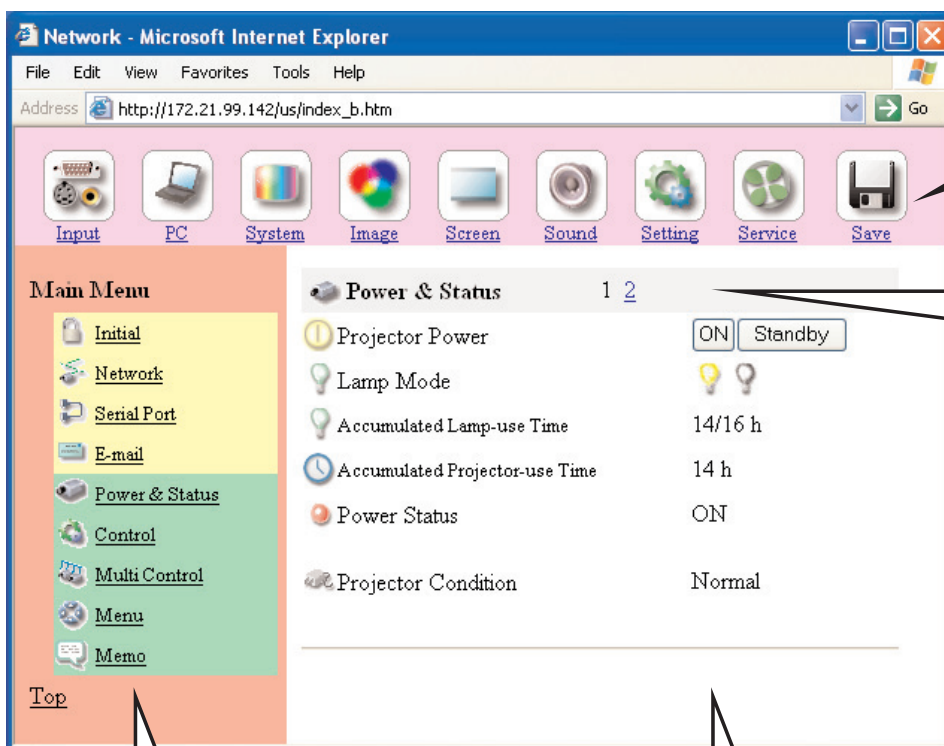 Network - Microsoft Internet Explorer
File Edit View Favorites Tools Help
Address http://172.21.99.142/us/index_b.htm Go
Input PC System Image Screen Sound Setting Service Save
Main Menu
Initial
Network
Serial Port
E-mail
Power & Status
Control
Multi Control
Menu
Memo
Top
Power & Status 1 2
Projector Power ON Standby
Lamp Mode
Accumulated Lamp-use Time 14/16 h
Accumulated Projector-use Time 14 h
Power Status ON
Projector Condition Normal